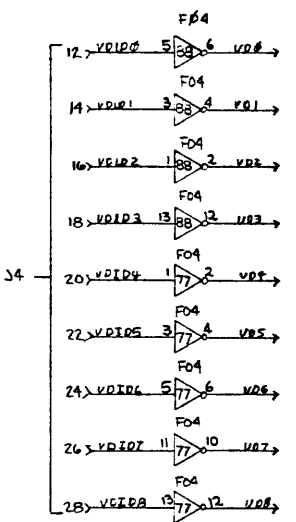 FØ4
12 VDID0 5 88 6 VD0
F04
14 VDID1 3 88 4 VD1
F04
16 VDID2 1 88 2 VD2
F04
18 VDID3 13 88 12 VD3
F04
J4 20 VDID4 1 77 2 VD4
F04
22 VDID5 3 77 4 VD5
F04
24 VDID6 5 77 6 VD6
F04
26 VDID7 11 77 10 VD7
F04
28 VDID8 13 77 12 VD8